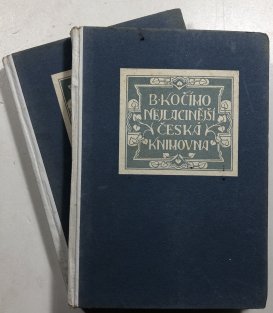 B·KOČÍHO
NEJLACINĚJŠÍ
ČESKÁ
KNIHOVNA